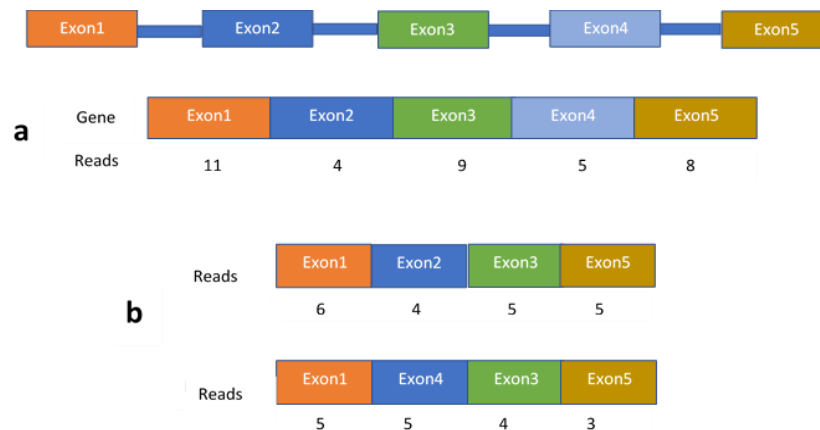 Exon1 Exon2 Exon3 Exon4 Exon5
a
Gene Exon1 Exon2 Exon3 Exon4 Exon5
Reads 11 4 9 5 8
b
Reads Exon1 Exon2 Exon3 Exon5
6 4 5 5
Reads Exon1 Exon4 Exon3 Exon5
5 5 4 3